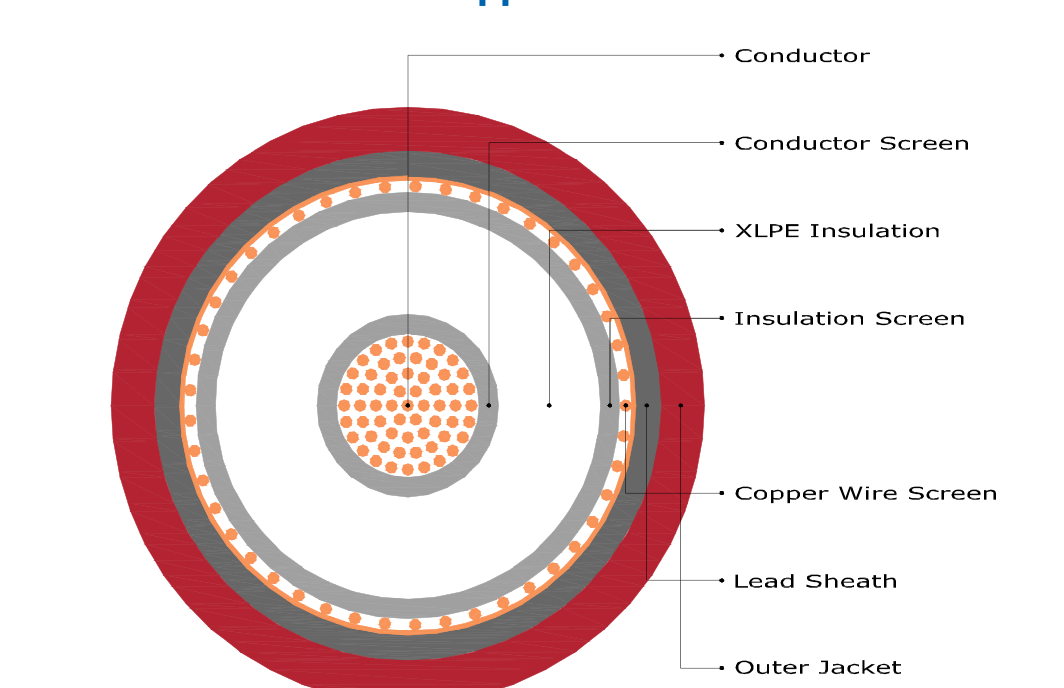 Conductor
Conductor Screen
XLPE Insulation
Insulation Screen
Copper Wire Screen
Lead Sheath
Outer Jacket